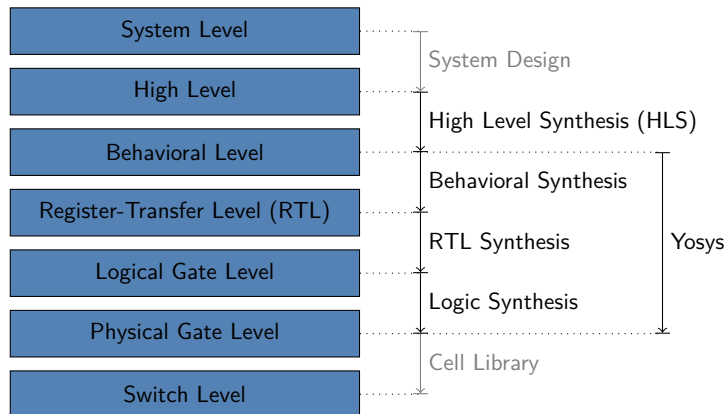 System Level
System Design
High Level
High Level Synthesis (HLS)
Behavioral Level
Behavioral Synthesis
Register-Transfer Level (RTL)
RTL Synthesis
Yosys
Logical Gate Level
Logic Synthesis
Physical Gate Level
Cell Library
Switch Level